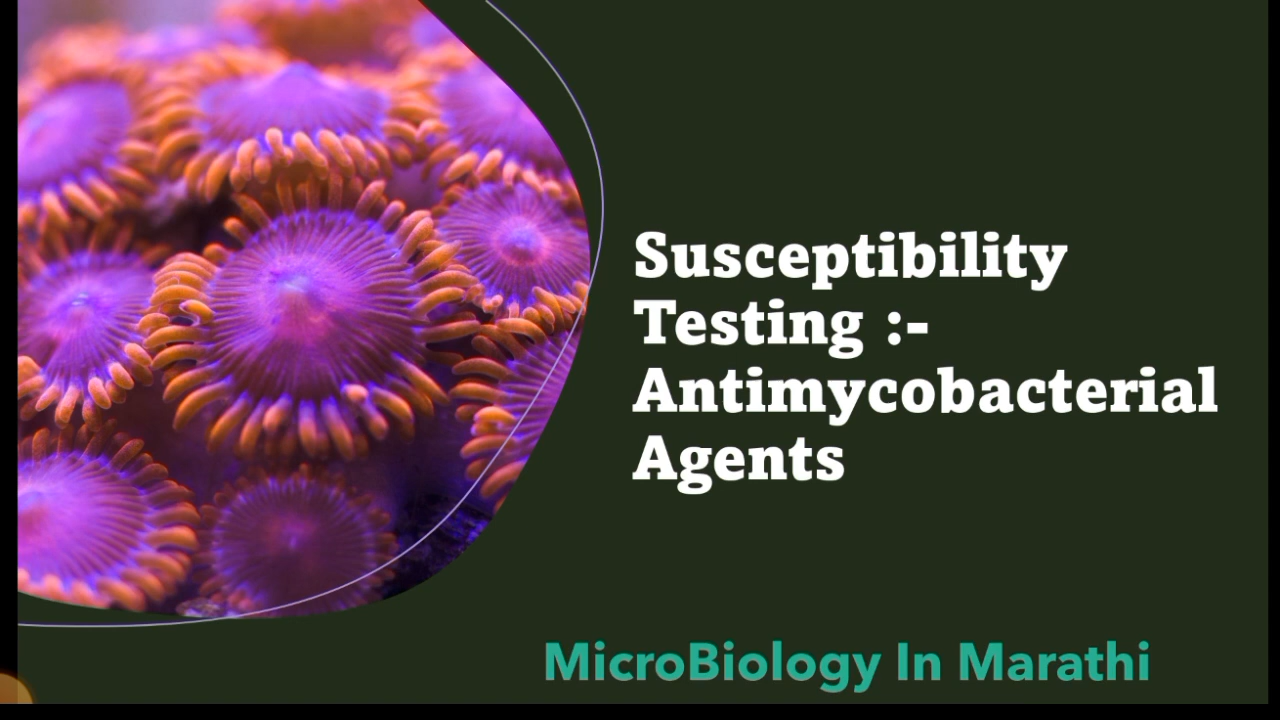 Susceptibility
Testing :-
Antimycobacterial
Agents
MicroBiology In Marathi